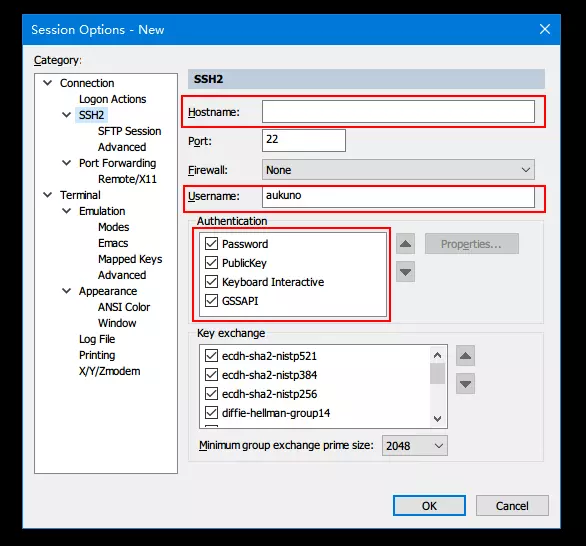 Session Options - New
Category:
Connection
Logon Actions
SSH2
SFTP Session
Advanced
Port Forwarding
Remote/X11
Terminal
Emulation
Modes
Emacs
Mapped Keys
Advanced
Appearance
ANSI Color
Window
Log File
Printing
X/Y/Zmodem
SSH2
Hostname:
Port: 22
Firewall: None
Username: aukuno
Authentication
Password
PublicKey
Keyboard Interactive
GSSAPI
Properties...
Key exchange
ecdh-sha2-nistp521
ecdh-sha2-nistp384
ecdh-sha2-nistp256
diffie-hellman-group14
Minimum group exchange prime size: 2048
OK Cancel